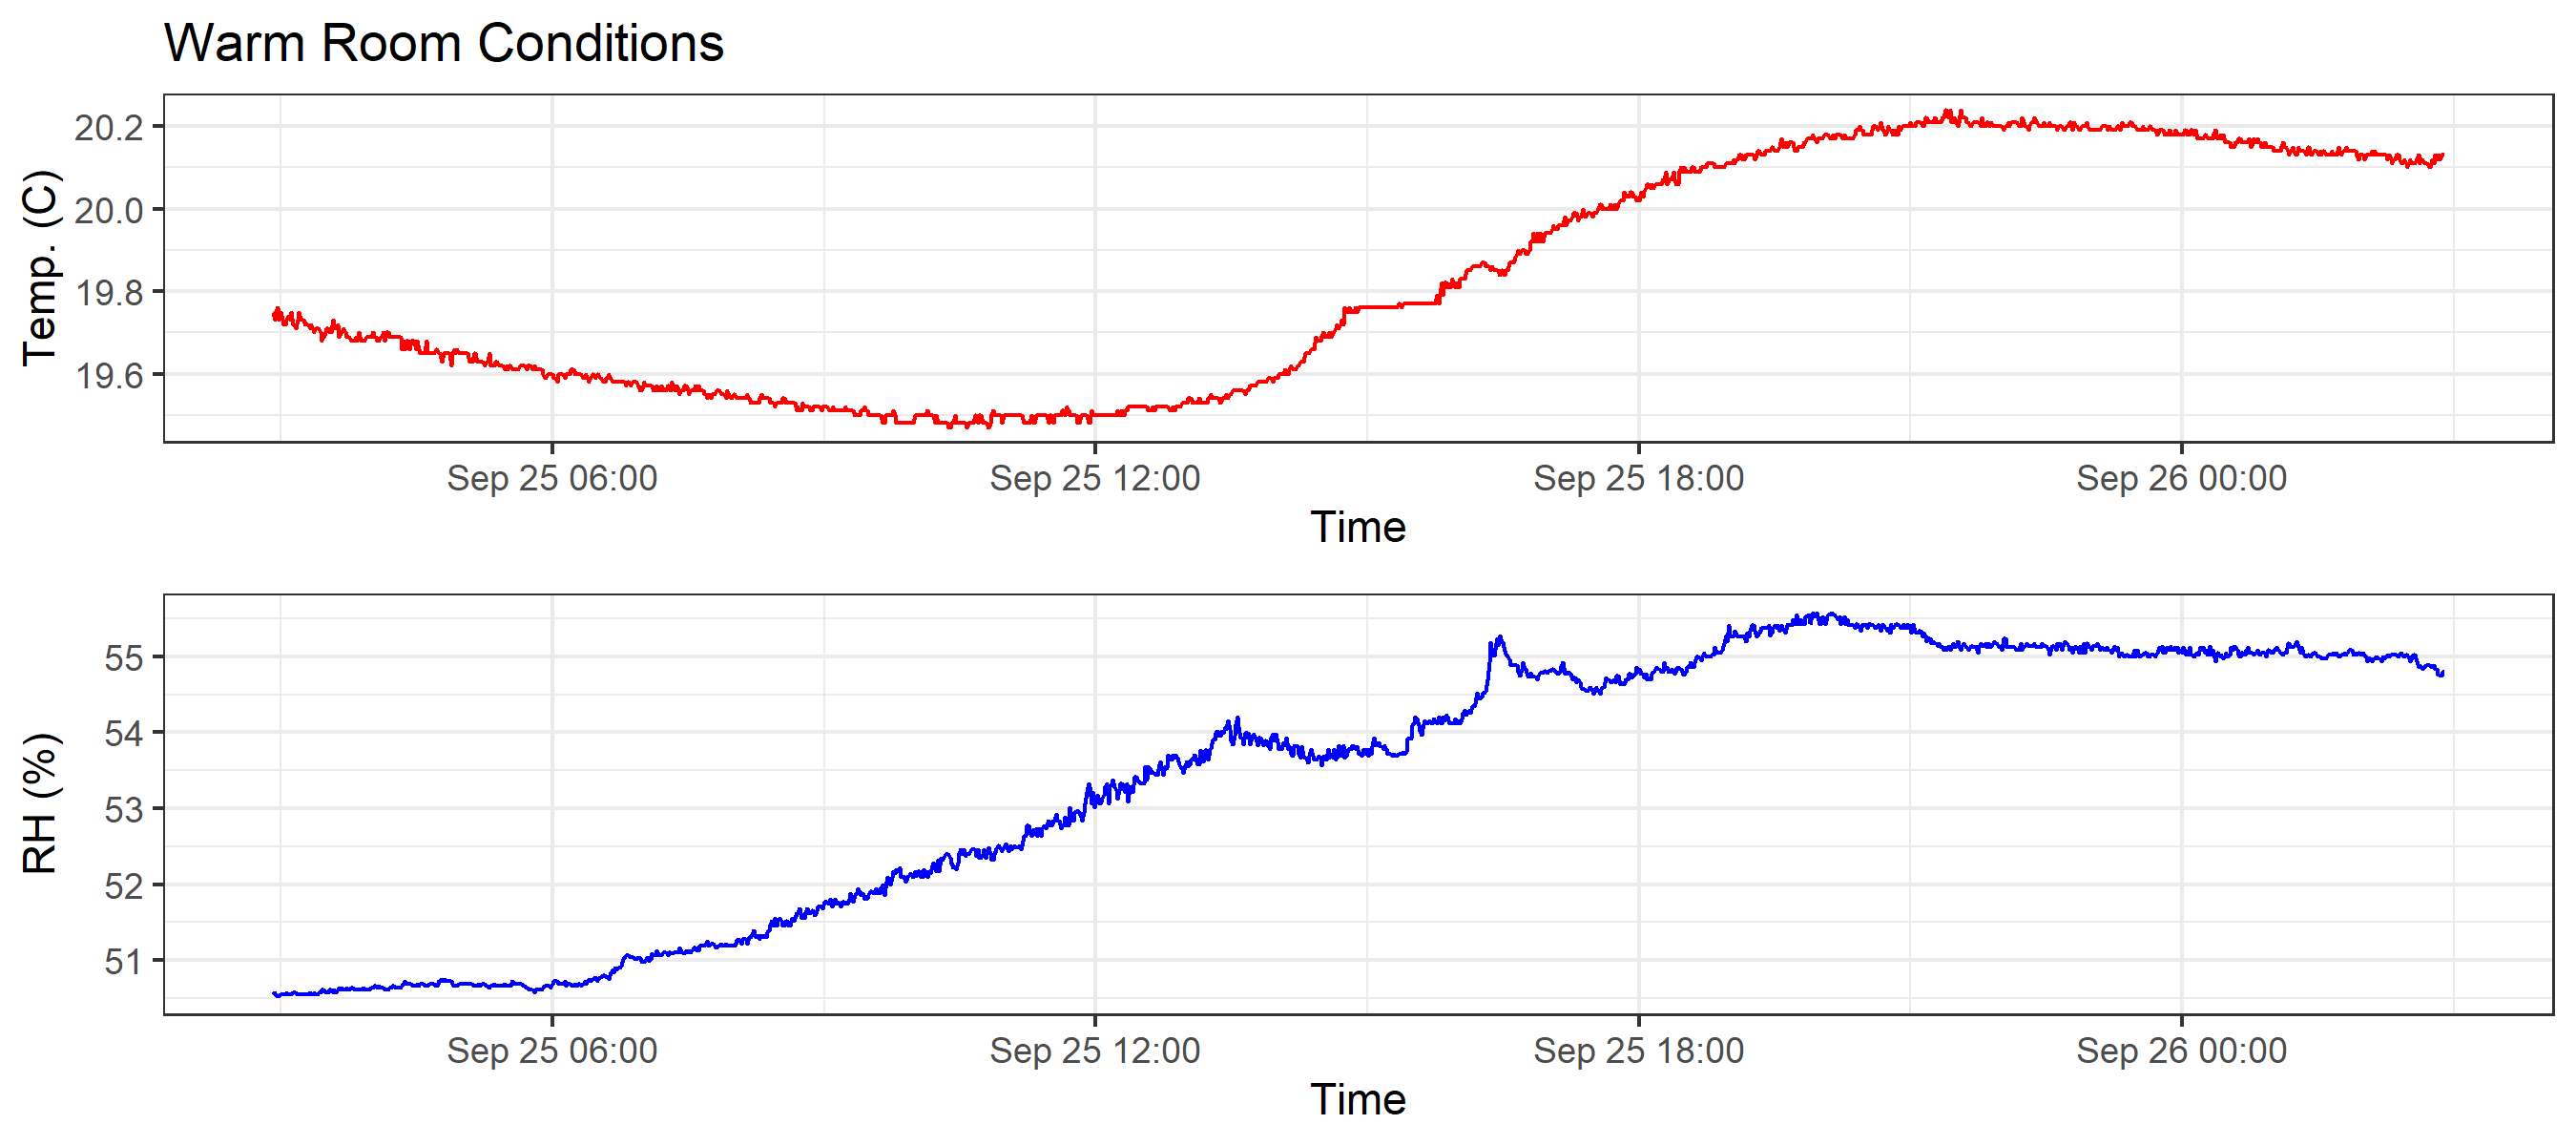 Warm Room Conditions
Temp. (C)
20.2
20.0
19.8
19.6
Sep 25 06:00 Sep 25 12:00 Sep 25 18:00 Sep 26 00:00
Time
RH (%)
55
54
53
52
51
Sep 25 06:00 Sep 25 12:00 Sep 25 18:00 Sep 26 00:00
Time